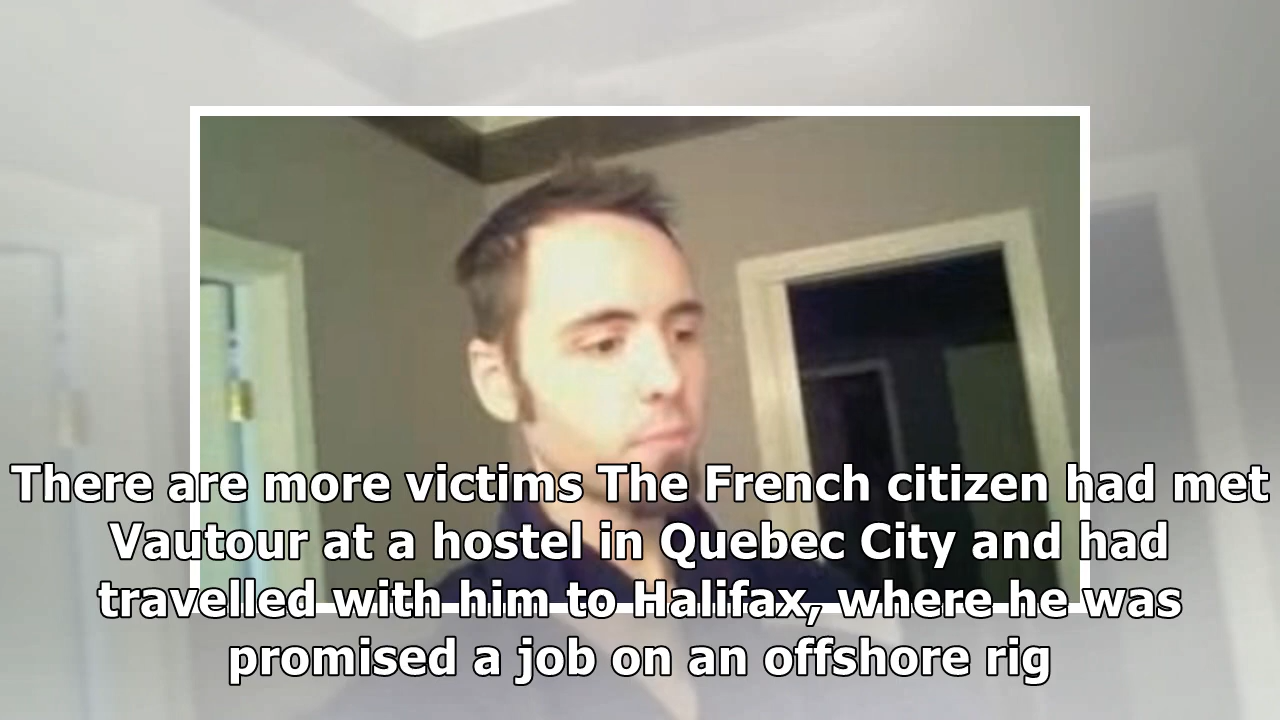 There are more victims The French citizen had met
Vautour at a hostel in Quebec City and had
travelled with him to Halifax, where he was
promised a job on an offshore rig